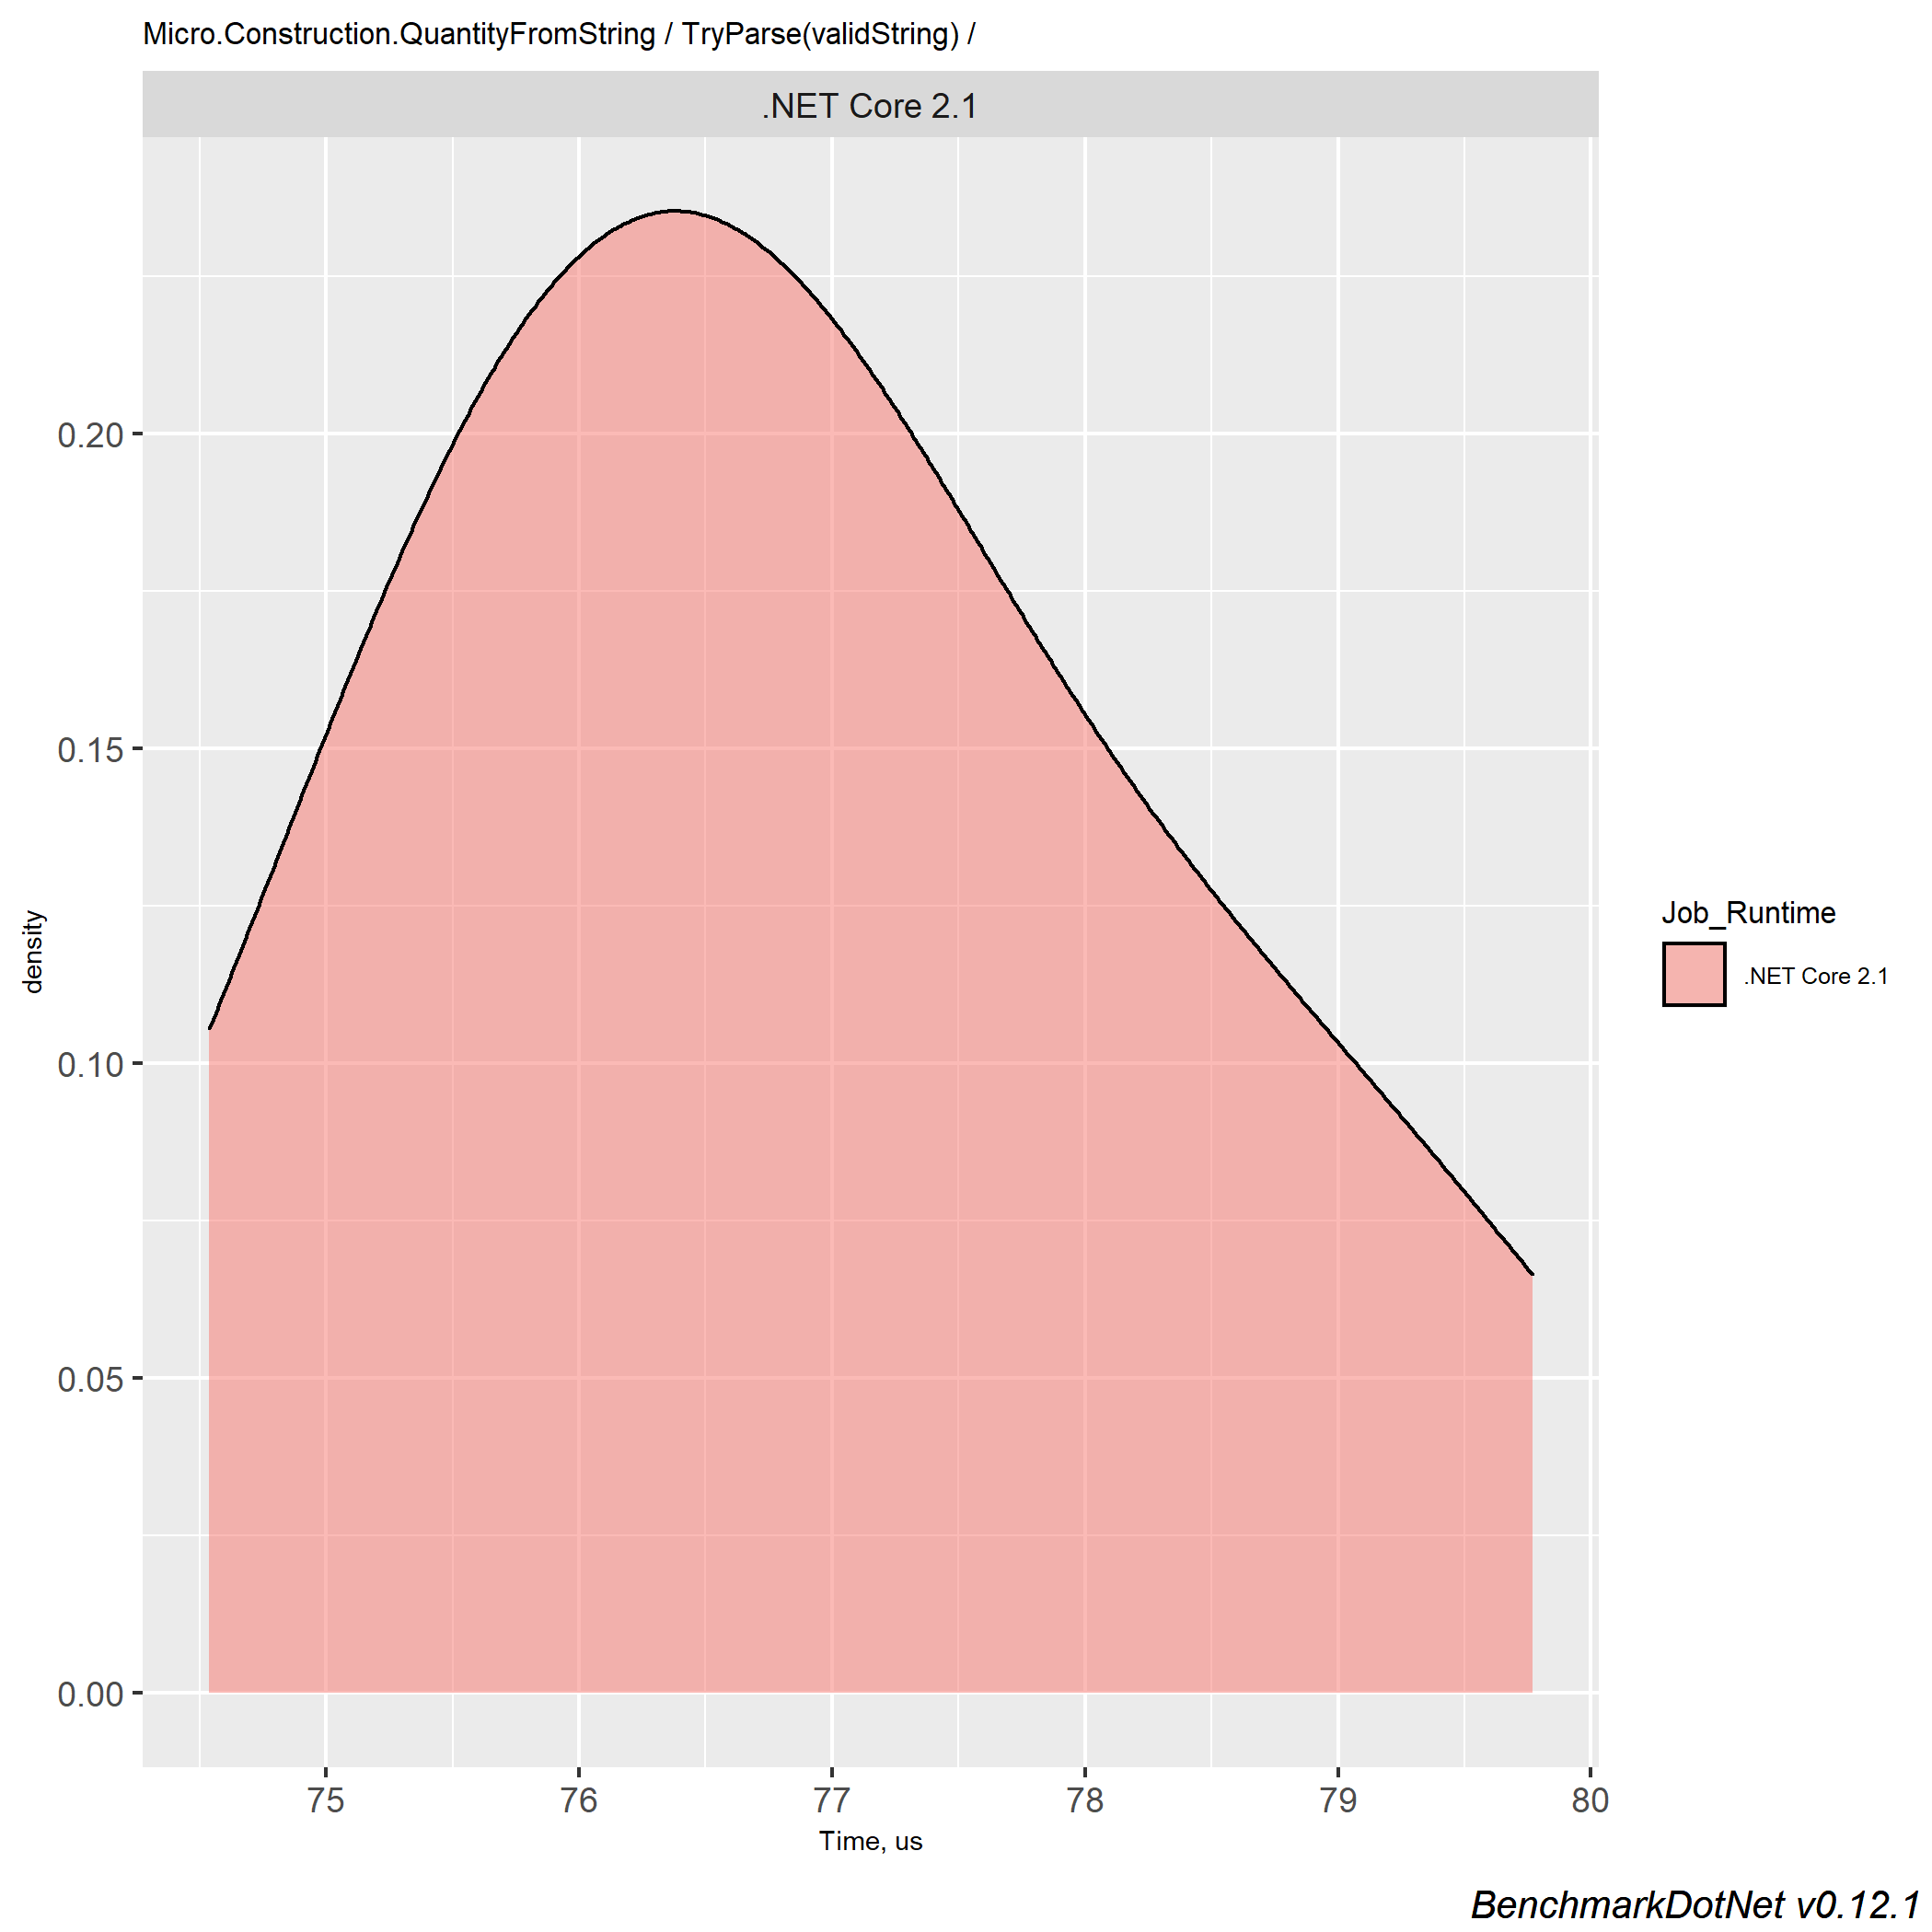 Micro.Construction.QuantityFromString / TryParse(validString) /
.NET Core 2.1
0.20
0.15
0.10
0.05
0.00
density
75 76 77 78 79 80
Time, us
Job_Runtime
.NET Core 2.1
BenchmarkDotNet v0.12.1